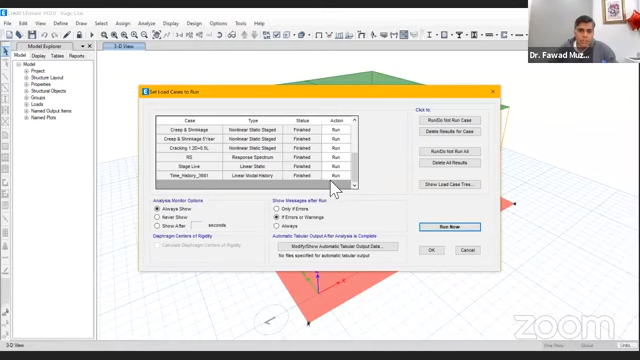 File Edit View Define Draw Select Assign Analyze Display Design Options Tools Help
Model Explorer
Model Display Tables Reports
Model
Project
Structure Layout
Properties
Structural Objects
Groups
Loads
Named Output Items
Named Plots
3-D View
Dr. Fawad Muz...
Set Load Cases to Run
Case Type Status Action
Creep & Shrinkage Nonlinear Static Staged Finished Run
Creep & Shrinkage 5Year Nonlinear Static Staged Finished Run
Cracking 1.2D+0.5L Nonlinear Static Staged Finished Run
RS Response Spectrum Finished Run
Stage Live Linear Static Finished Run
Time_History_3661 Linear Modal History Finished Run
Click to:
Run/Do Not Run Case
Delete Results for Case
Run/Do Not Run All
Delete All Results
Show Load Case Tree...
Analysis Monitor Options
Always Show
Never Show
Show After seconds
Show Messages after Run
Only if Errors
If Errors or Warnings
Always
Run Now
Diaphragm Centers of Rigidity
Calculate Diaphragm Centers of Rigidity
Automatic Tabular Output After Analysis is Complete
Modify/Show Automatic Tabular Output Data...
No files specified for automatic tabular output
OK Cancel
zoom
3-D View
One Story Global Units...